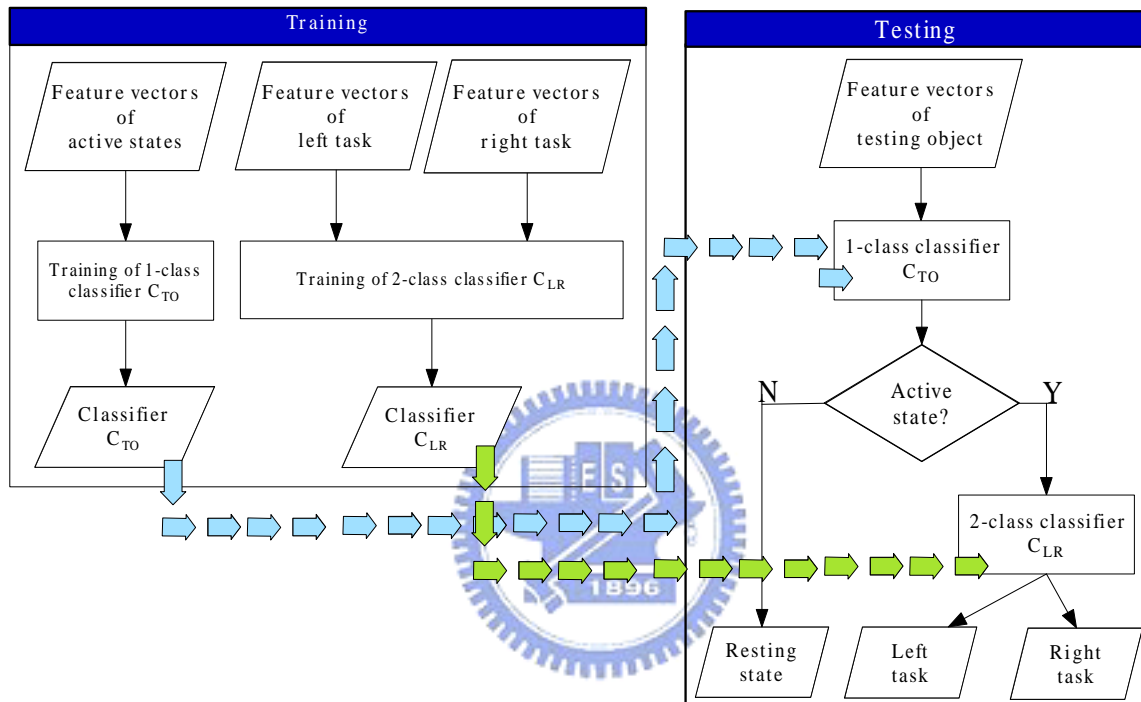 Training
Feature vectors
of
active states
Feature vectors
of
left task
Feature vectors
of
right task
Training of 1-class
classifier C_TO
Training of 2-class classifier C_LR
Classifier
C_TO
Classifier
C_LR
Testing
Feature vectors
of
testing object
1-class classifier
C_TO
Active
state?
N
Y
2-class classifier
C_LR
Resting
state
Left
task
Right
task
ES
1896